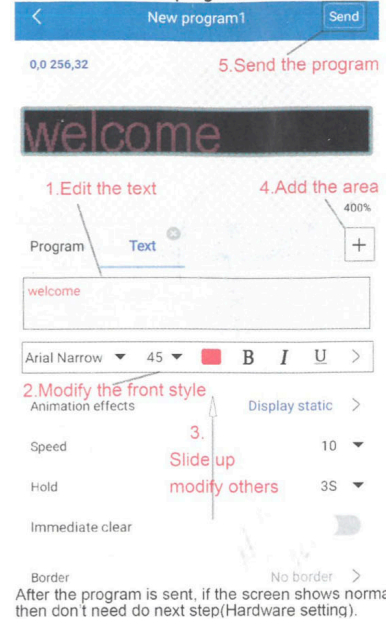 New program1 Send
0,0 256,32
5.Send the program
welcome
1.Edit the text
4.Add the area
400%
Program Text
welcome
Arial Narrow 45 B I U
2.Modify the front style
Animation effects Display static
3.
Speed 10
Slide up
Hold modify others 3S
Immediate clear
Border No border
After the program is sent, if the screen shows norma
then don't need do next step(Hardware setting).